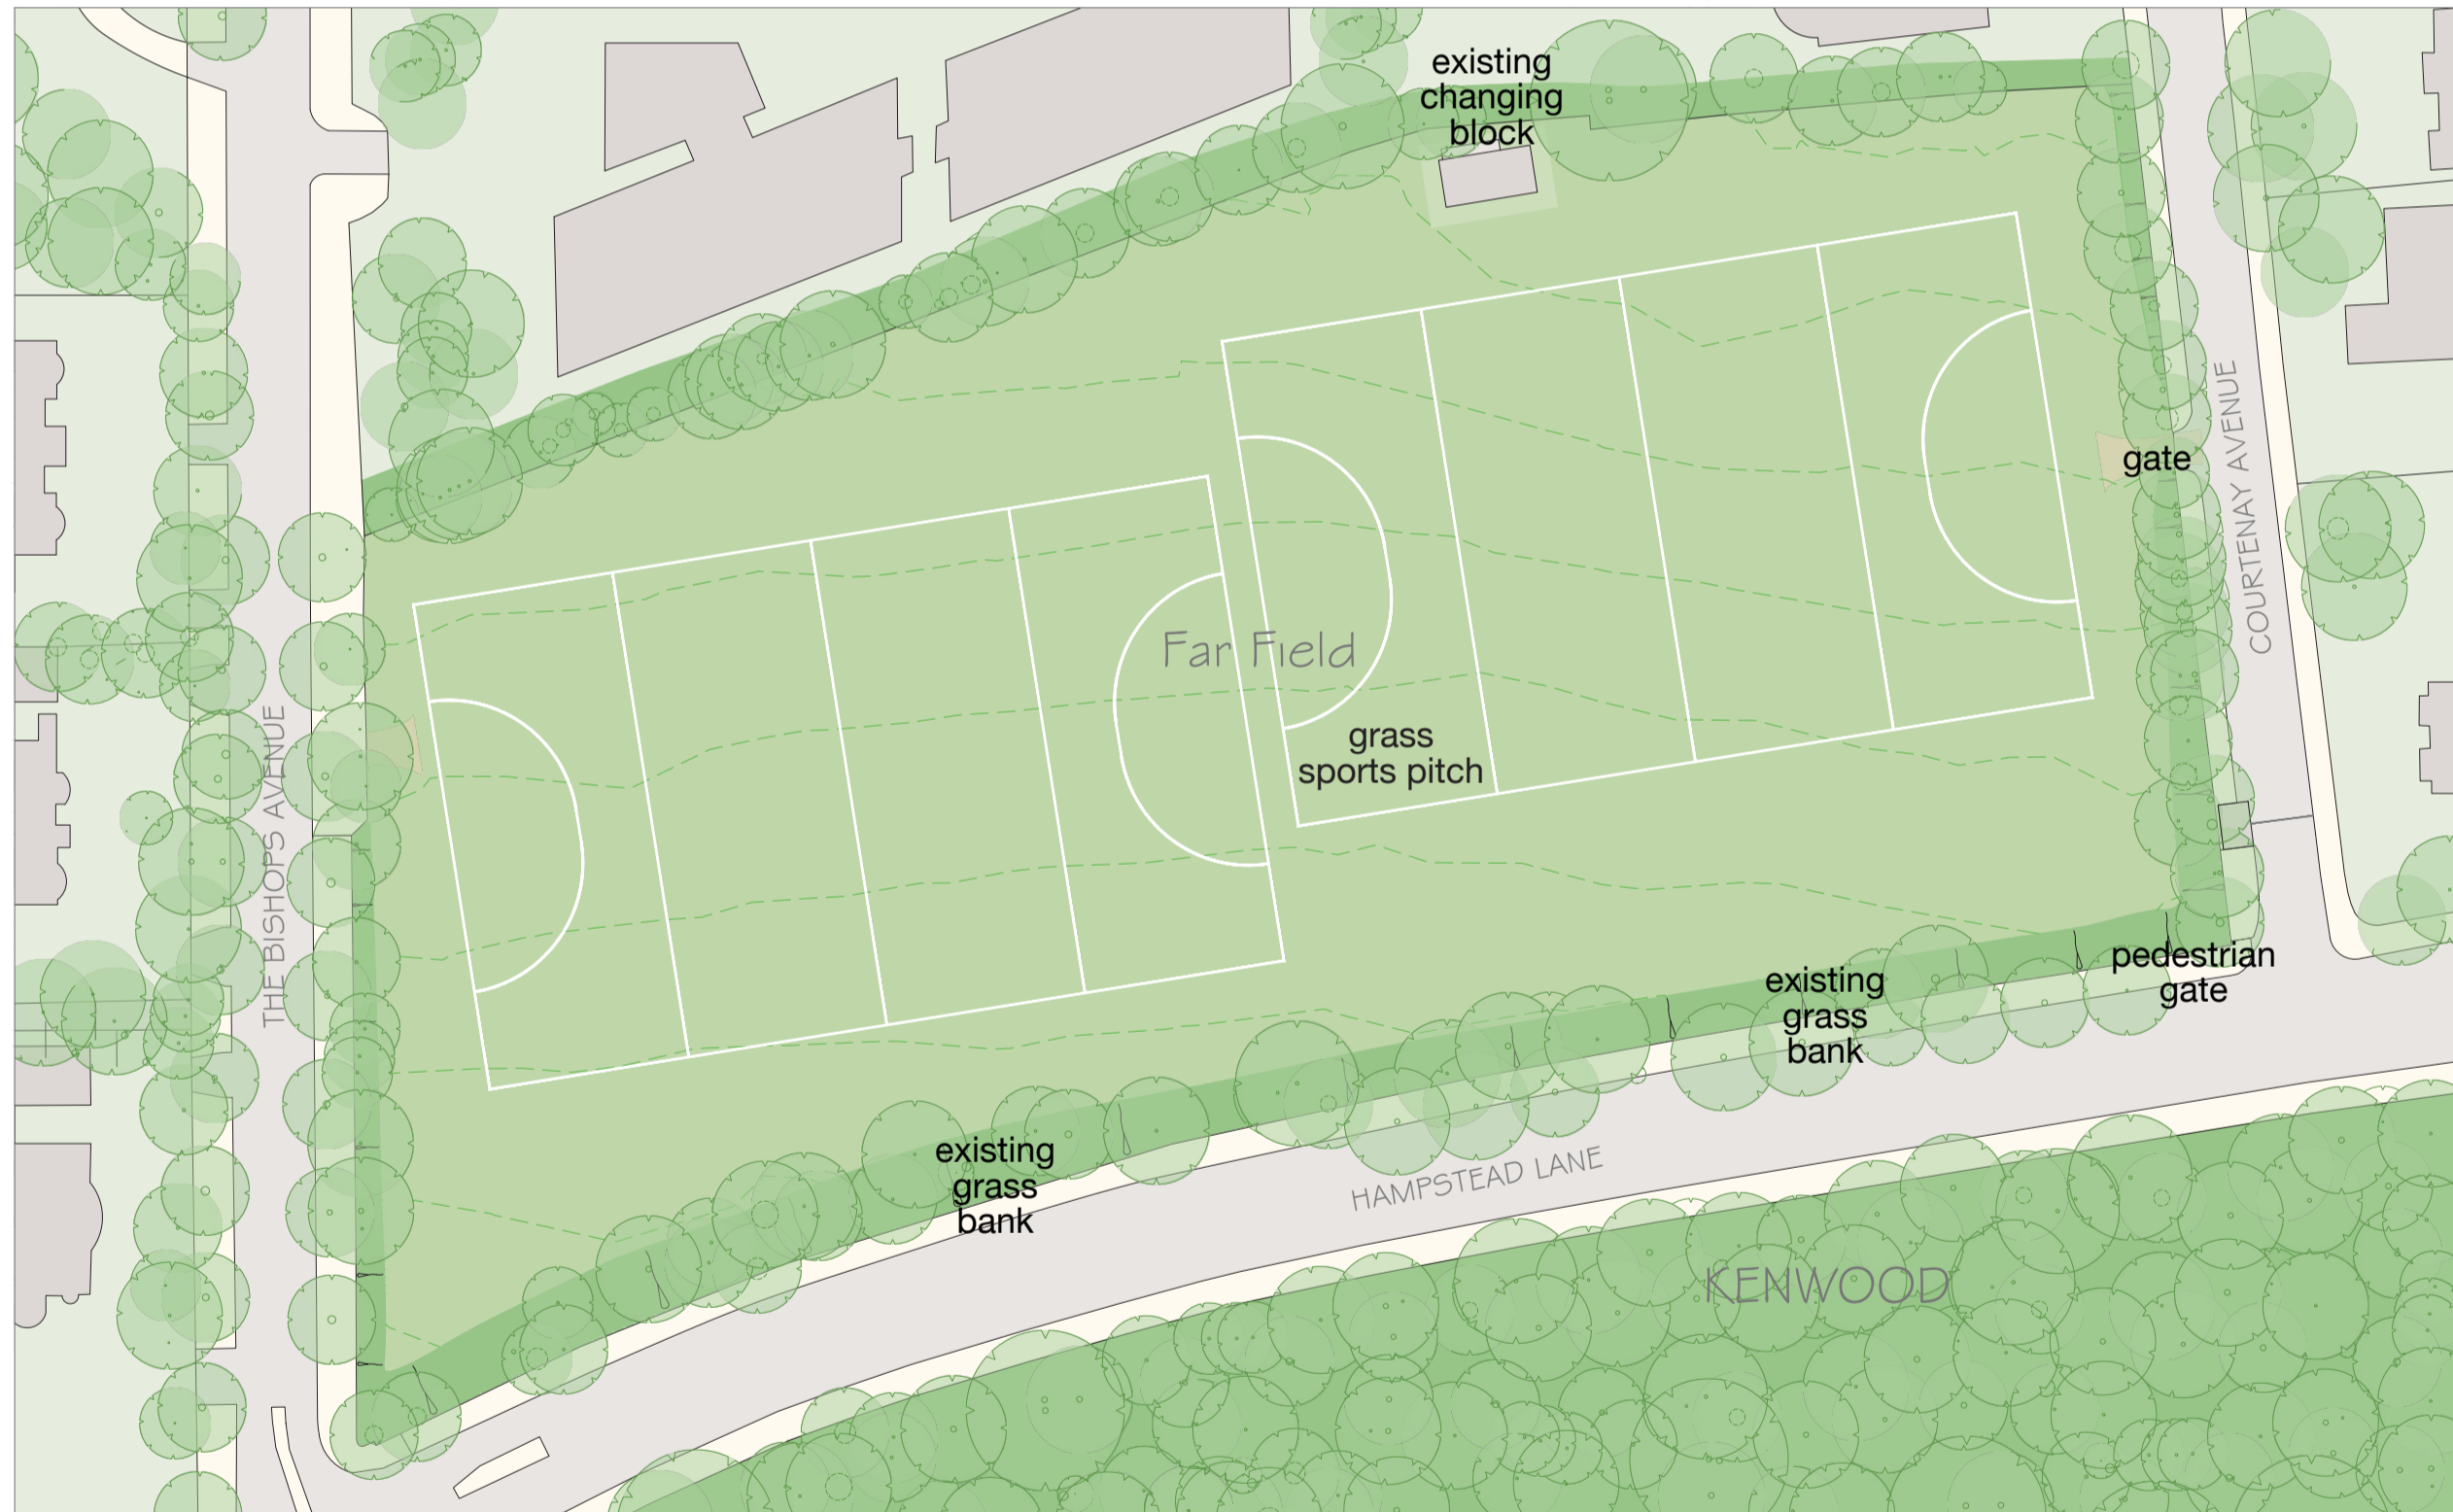 existing
changing
block
gate
COURTENAY AVENUE
Far Field
grass
sports pitch
THE BISHOPS AVENUE
pedestrian
gate
existing
grass
bank
existing
grass
bank
HAMPSTEAD LANE
KENWOOD